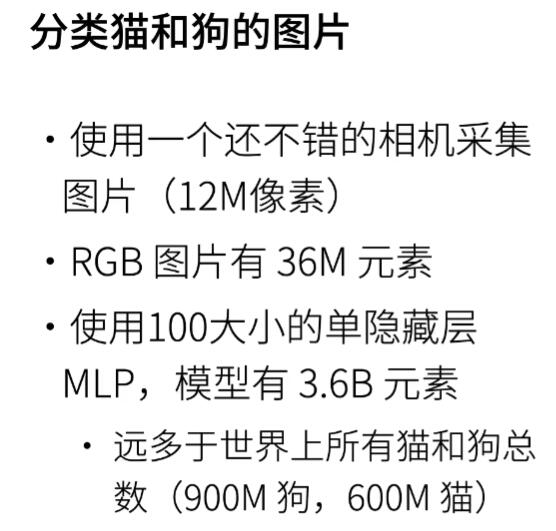 分类猫和狗的图片
• 使用一个还不错的相机采集
图片（12M像素）
• RGB 图片有 36M 元素
• 使用100大小的单隐藏层
MLP，模型有 3.6B 元素
• 远多于世界上所有猫和狗总
数（900M 狗，600M 猫）